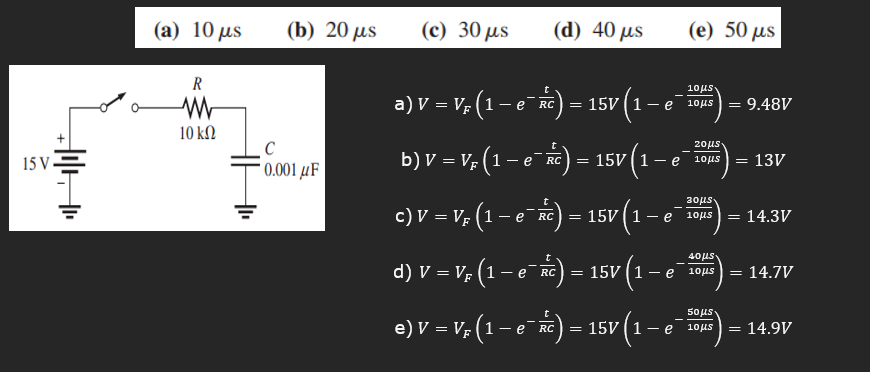 (a) 10 μs (b) 20 μs (c) 30 μs (d) 40 μs (e) 50 μs
R
10 kΩ
+
15 V
–
C
0.001 μF
a) V = V_F (1 − e^(−t/RC)) = 15V (1 − e^(−10μs/10μs)) = 9.48V
b) V = V_F (1 − e^(−t/RC)) = 15V (1 − e^(−20μs/10μs)) = 13V
c) V = V_F (1 − e^(−t/RC)) = 15V (1 − e^(−30μs/10μs)) = 14.3V
d) V = V_F (1 − e^(−t/RC)) = 15V (1 − e^(−40μs/10μs)) = 14.7V
e) V = V_F (1 − e^(−t/RC)) = 15V (1 − e^(−50μs/10μs)) = 14.9V